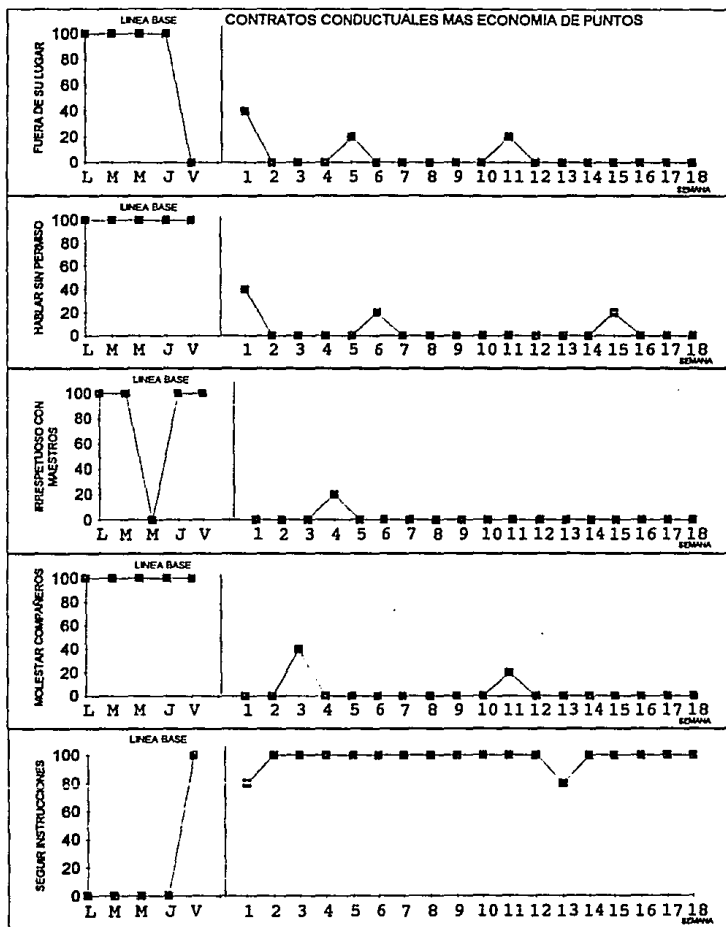 LINEA BASE CONTRATOS CONDUCTUALES MAS ECONOMIA DE PUNTOS
FUERA DE SU LUGAR
100
80
60
40
20
0
L M M J V 1 2 3 4 5 6 7 8 9 10 11 12 13 14 15 16 17 18
SEMANA
LINEA BASE
HABLAR SIN PERMISO
100
80
60
40
20
0
L M M J V 1 2 3 4 5 6 7 8 9 10 11 12 13 14 15 16 17 18
SEMANA
LINEA BASE
IRRESPETUOSO CON
MAESTROS
100
80
60
40
20
0
L M M J V 1 2 3 4 5 6 7 8 9 10 11 12 13 14 15 16 17 18
SEMANA
LINEA BASE
MOLESTAR COMPAÑEROS
100
80
60
40
20
0
L M M J V 1 2 3 4 5 6 7 8 9 10 11 12 13 14 15 16 17 18
SEMANA
LINEA BASE
SEGUIR INSTRUCCIONES
100
80
60
40
20
0
L M M J V 1 2 3 4 5 6 7 8 9 10 11 12 13 14 15 16 17 18
SEMANA